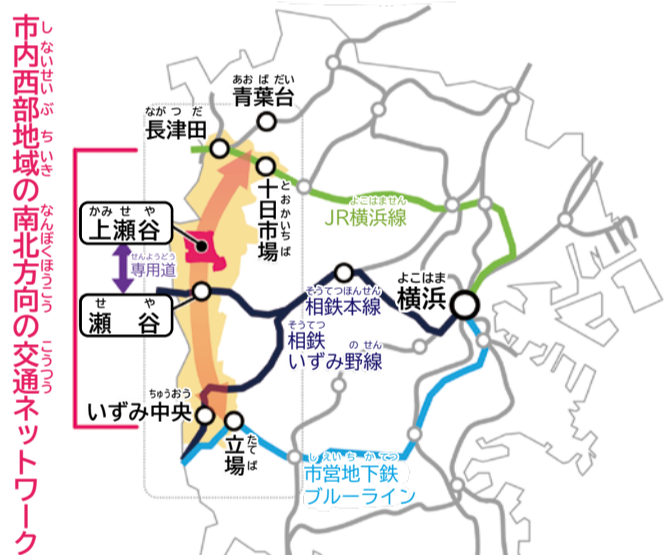 市内西部地域の南北方向の交通ネットワーク
しないせいぶちいき なんぼくほうこう こうつう
あおばだい
青葉台
ながつだ
長津田
とおかいちば
十日市場
よこはません
JR横浜線
かみせや
上瀬谷
せんようどう
専用道
せや
瀬谷
よこはま
横浜
そうてつほんせん
相鉄本線
そうてつ
相鉄
いずみ野線
のせん
ちゅうおう
いずみ中央
たてば
立場
しえいちかてつ
市営地下鉄
ブルーライン